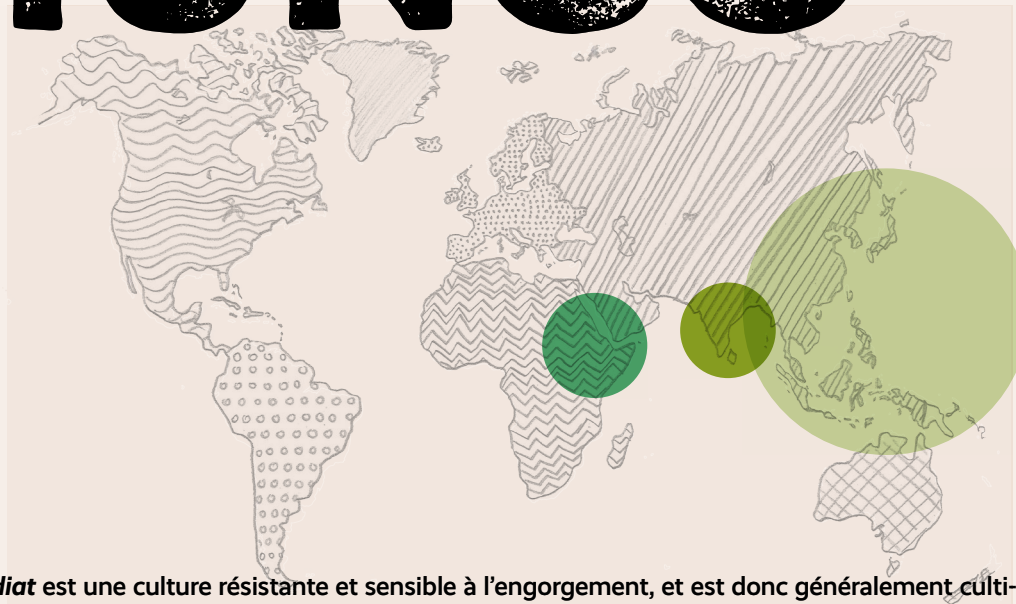 diat est une culture résistante et sensible à l’engorgement, et est donc généralement culti-